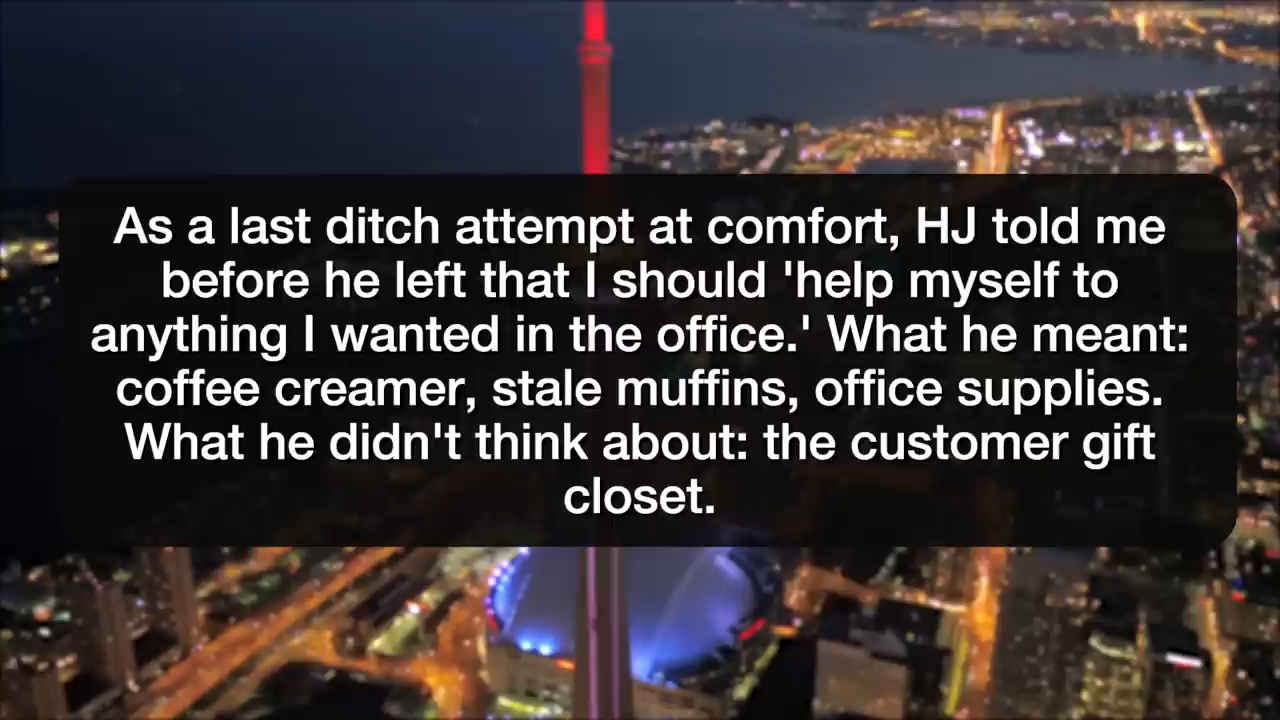 As a last ditch attempt at comfort, HJ told me
before he left that I should 'help myself to
anything I wanted in the office.' What he meant:
coffee creamer, stale muffins, office supplies.
What he didn't think about: the customer gift
closet.